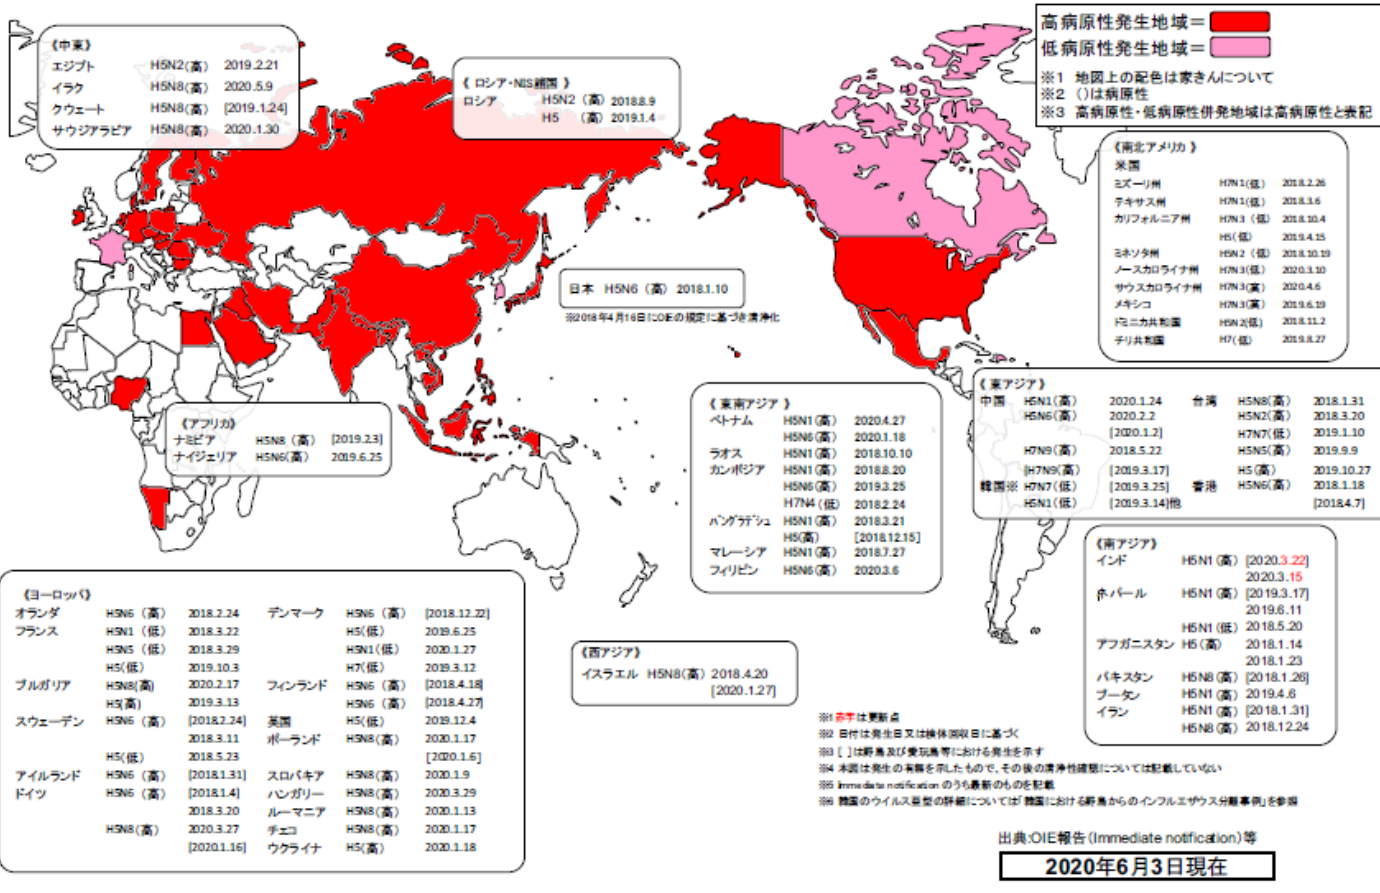 高病原性発生地域＝
低病原性発生地域＝
※1 地図上の配色は家きんについて
※2 （）は病原性
※3 高病原性・低病原性併発地域は高病原性と表記
《中東》
エジプト H5N2(高) 2019.2.21
イラク H5N8(高) 2020.5.9
クウェート H5N8(高) [2019.1.24]
サウジアラビア H5N8(高) 2020.1.30
《ロシア・NIS諸国》
ロシア H5N2（高）2018.8.9
H5 （高）2019.1.4
《南北アメリカ》
米国
ミズーリ州 H7N1(低) 2018.2.26
テキサス州 H7N1(低) 2018.3.6
カリフォルニア州 H7N3（低）2018.10.4
H5(低) 2019.4.15
ミネソタ州 H5N2（低）2018.10.19
ノースカロライナ州 H7N3(低) 2020.3.10
サウスカロライナ州 H7N3(高) 2020.4.6
メキシコ H7N3(高) 2019.6.19
ドミニカ共和国 H5N2(低) 2018.11.2
チリ共和国 H7(低) 2019.8.27
日本 H5N6（高）2018.1.10
※2018年4月16日にOIEの規定に基づき清浄化
《東アジア》
中国 H5N1(高) 2020.1.24 台湾 H5N8(高) 2018.1.31
H5N6(高) 2020.2.2 H5N2(高) 2018.3.20
[2020.1.2] H7N7(低) 2019.1.10
H7N9(高) 2018.5.22 H5N5(高) 2019.9.9
(H7N9(高) [2019.3.17] H5(高) 2019.10.27
韓国※ H7N7(低) [2019.3.25] 香港 H5N6(高) 2018.1.18
H5N1(低) [2019.3.14]他 [2018.4.7]
《東南アジア》
ベトナム H5N1(高) 2020.4.27
H5N6(高) 2020.1.18
ラオス H5N1(高) 2018.10.10
カンボジア H5N1(高) 2018.8.20
H5N6(高) 2019.3.25
H7N4(低) 2018.2.24
バングラデシュ H5N1(高) 2018.3.21
H5(高) [2018.12.15]
マレーシア H5N1(高) 2018.7.27
フィリピン H5N6(高) 2020.3.6
《アフリカ》
ナミビア H5N8（高） [2019.2.3]
ナイジェリア H5N6(高) 2019.6.25
《南アジア》
インド H5N1(高) [2020.3.22]
2020.3.15
ネパール H5N1(高) [2019.3.17]
2019.6.11
H5N1(低) 2018.5.20
アフガニスタン H5(高) 2018.1.14
2018.1.23
パキスタン H5N8(高) [2018.1.26]
ブータン H5N1(高) 2019.4.6
イラン H5N1(高) [2018.1.31]
H5N8(高) 2018.12.24
《ヨーロッパ》
オランダ H5N6（高） 2018.2.24 デンマーク H5N6（高） [2018.12.22]
フランス H5N1（低） 2018.3.22 H5(低) 2019.6.25
H5N5（低） 2018.3.29 H5N1(低) 2020.1.27
H5(低) 2019.10.3 H7(低) 2019.3.12
ブルガリア H5N8(高) 2020.2.17 フィンランド H5N6（高） [2018.4.18]
H5(高) 2019.3.13 H5N6（高） [2018.4.27]
スウェーデン H5N6（高） [2018.2.24] 英国 H5(低) 2019.12.4
2018.3.11 ポーランド H5N8(高) 2020.1.17
H5(低) 2018.5.23 [2020.1.6]
アイルランド H5N6（高） [2018.1.31] スロバキア H5N8(高) 2020.1.9
ドイツ H5N6（高） [2018.1.4] ハンガリー H5N8(高) 2020.3.29
2018.3.20 ルーマニア H5N8(高) 2020.1.13
H5N8(高) 2020.3.27 チェコ H5N8(高) 2020.1.17
[2020.1.16] ウクライナ H5(高) 2020.1.18
《西アジア》
イスラエル H5N8(高) 2018.4.20
[2020.1.27]
※1 赤字は更新点
※2 日付は発生日又は検体回収日に基づく
※3 [ ]は野鳥及び愛玩鳥等における発生を示す
※4 本図は発生の有無を示したもので、その後の清浄性確認については記載していない
※5 Immediate notificationのうち最新のものを記載
※6 韓国のウイルス亜型の詳細については「韓国における野鳥からのインフルエザウス分離事例」を参照
出典:OIE報告(Immediate notification)等
2020年6月3日現在